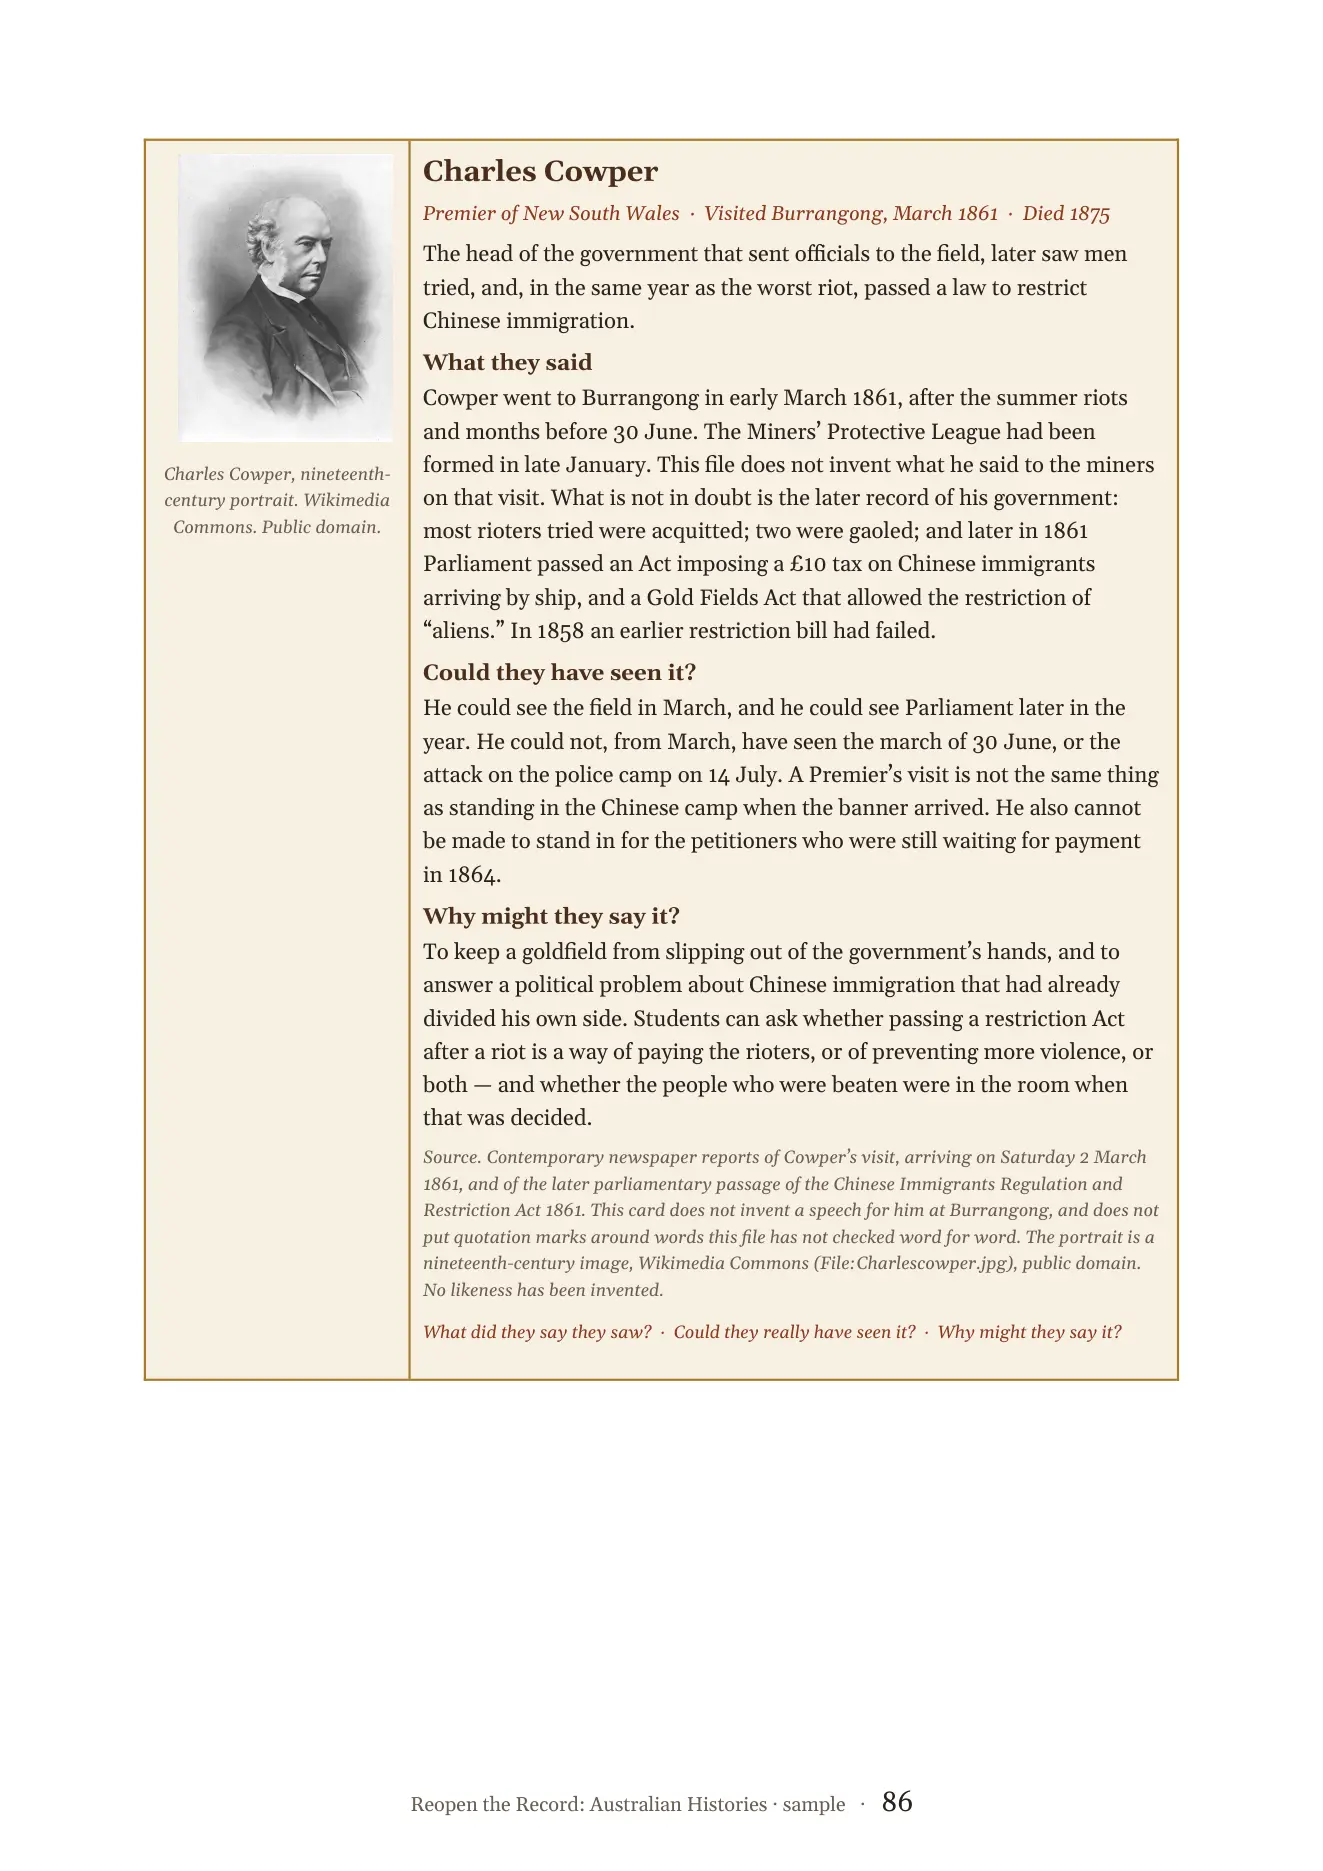 Charles Cowper, nineteenth-
century portrait. Wikimedia
Commons. Public domain.
Charles Cowper
Premier of New South Wales · Visited Burrangong, March 1861 · Died 1875
The head of the government that sent officials to the field, later saw men
tried, and, in the same year as the worst riot, passed a law to restrict
Chinese immigration.
What they said
Cowper went to Burrangong in early March 1861, after the summer riots
and months before 30 June. The Miners’ Protective League had been
formed in late January. This file does not invent what he said to the miners
on that visit. What is not in doubt is the later record of his government:
most rioters tried were acquitted; two were gaoled; and later in 1861
Parliament passed an Act imposing a £10 tax on Chinese immigrants
arriving by ship, and a Gold Fields Act that allowed the restriction of
“aliens.” In 1858 an earlier restriction bill had failed.
Could they have seen it?
He could see the field in March, and he could see Parliament later in the
year. He could not, from March, have seen the march of 30 June, or the
attack on the police camp on 14 July. A Premier’s visit is not the same thing
as standing in the Chinese camp when the banner arrived. He also cannot
be made to stand in for the petitioners who were still waiting for payment
in 1864.
Why might they say it?
To keep a goldfield from slipping out of the government’s hands, and to
answer a political problem about Chinese immigration that had already
divided his own side. Students can ask whether passing a restriction Act
after a riot is a way of paying the rioters, or of preventing more violence, or
both — and whether the people who were beaten were in the room when
that was decided.
Source. Contemporary newspaper reports of Cowper’s visit, arriving on Saturday 2 March
1861, and of the later parliamentary passage of the Chinese Immigrants Regulation and
Restriction Act 1861. This card does not invent a speech for him at Burrangong, and does not
put quotation marks around words this file has not checked word for word. The portrait is a
nineteenth-century image, Wikimedia Commons (File:Charlescowper.jpg), public domain.
No likeness has been invented.
What did they say they saw? · Could they really have seen it? · Why might they say it?
Reopen the Record: Australian Histories · sample · 86